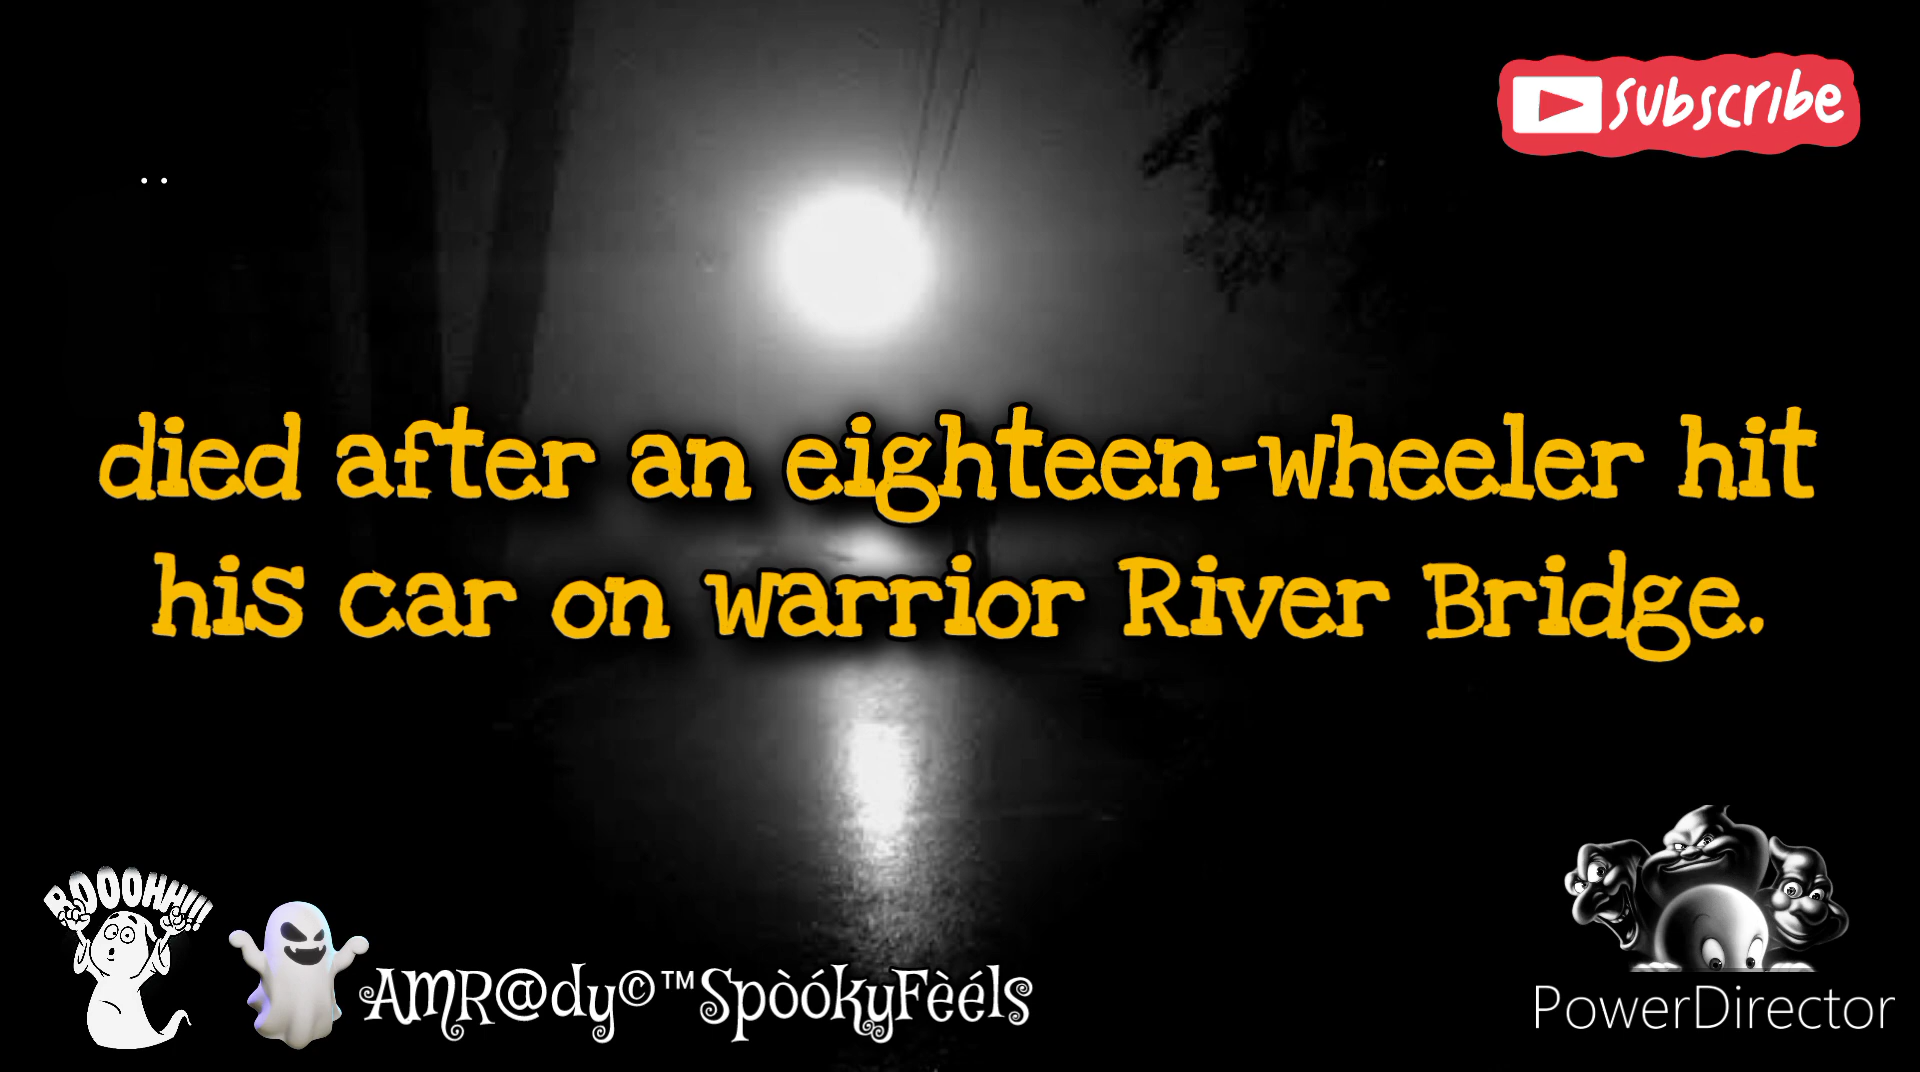 subscribe
..
died after an eighteen-wheeler hit
his car on warrior River Bridge.
BOOOHH!!!
AMR@dy©™SpòókyFèéls
PowerDirector